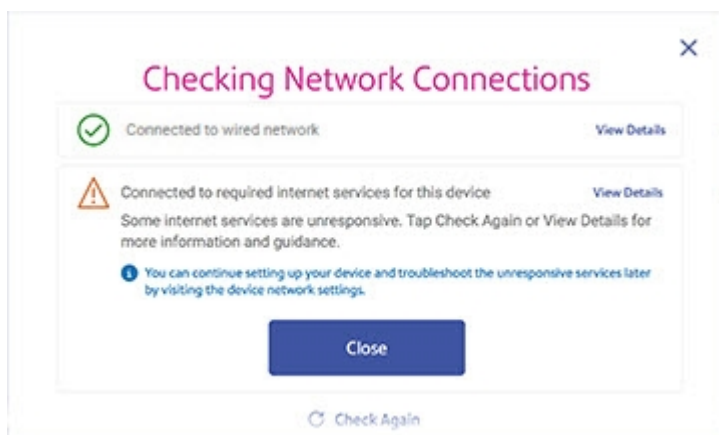 Checking Network Connections
Connected to wired network View Details
Connected to required internet services for this device View Details
Some internet services are unresponsive. Tap Check Again or View Details for
more information and guidance.
You can continue setting up your device and troubleshoot the unresponsive services later
by visiting the device network settings.
Close
Check Again